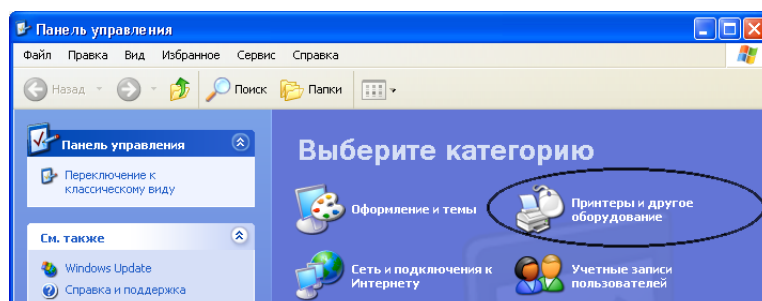 Панель управления
Файл Правка Вид Избранное Сервис Справка
Назад Поиск Папки
Панель управления
Переключение к
классическому виду
См. также
Windows Update
Справка и поддержка
Выберите категорию
Оформление и темы
Принтеры и другое
оборудование
Сеть и подключения к
Интернету
Учетные записи
пользователей